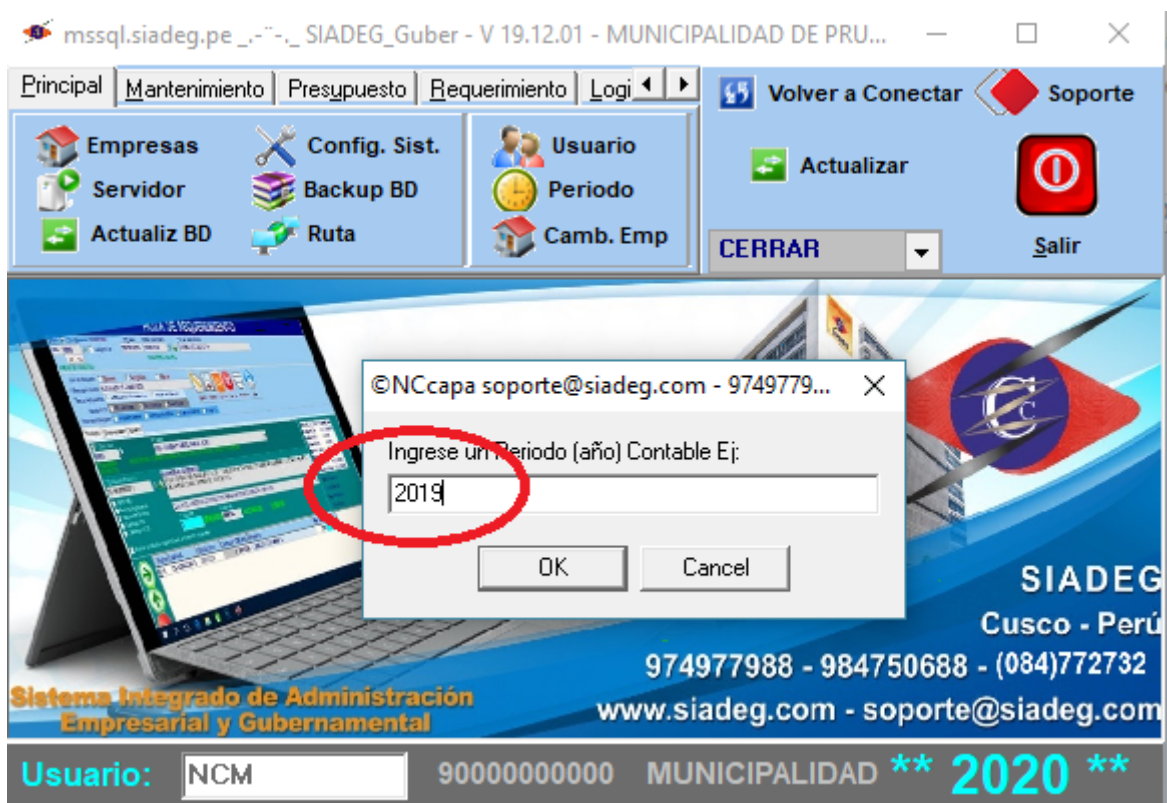 mssql.siadeg.pe _.-¨-._ SIADEG_Guber - V 19.12.01 - MUNICIPALIDAD DE PRU...
Principal Mantenimiento Presupuesto Requerimiento Logi
Volver a Conectar Soporte
Empresas Config. Sist. Usuario
Actualizar
Servidor Backup BD Periodo
Actualiz BD Ruta Camb. Emp
CERRAR Salir
HOJA DE REQUERIMIENTO
©NCcapa soporte@siadeg.com - 9749779...
Ingrese un Periodo (año) Contable Ej:
2019
OK Cancel
SIADEG
Cusco - Perú
974977988 - 984750688 - (084)772732
Sistema Integrado de Administración
Empresarial y Gubernamental
www.siadeg.com - soporte@siadeg.com
Usuario: NCM 90000000000 MUNICIPALIDAD ** 2020 **